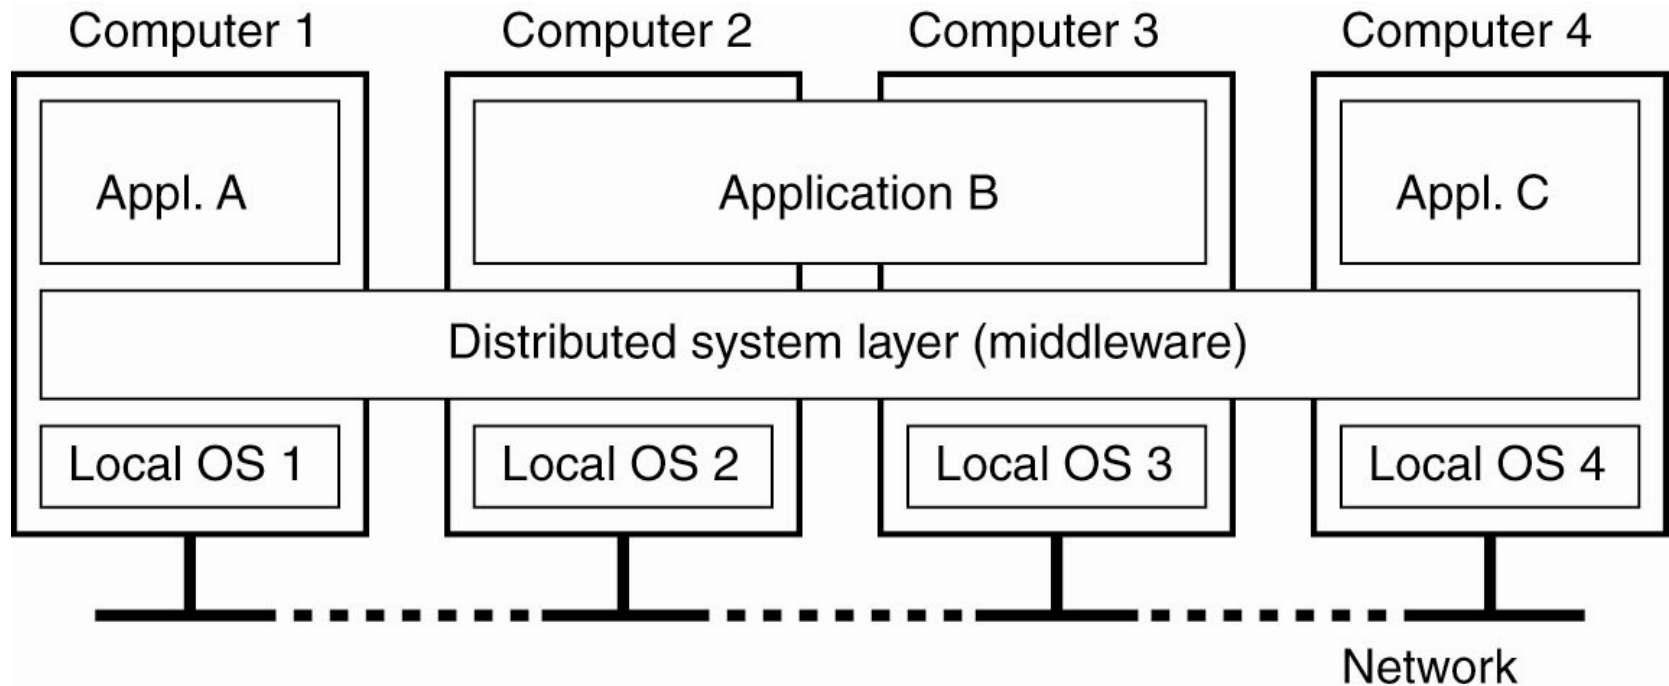 Computer 1
Computer 2
Computer 3
Computer 4
Appl. A
Application B
Appl. C
Distributed system layer (middleware)
Local OS 1
Local OS 2
Local OS 3
Local OS 4
Network